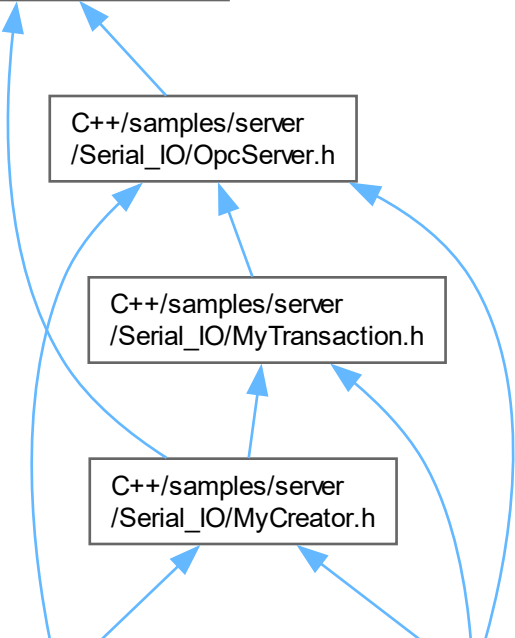 C++/samples/server
/Serial_IO/OpcServer.h
C++/samples/server
/Serial_IO/MyTransaction.h
C++/samples/server
/Serial_IO/MyCreator.h